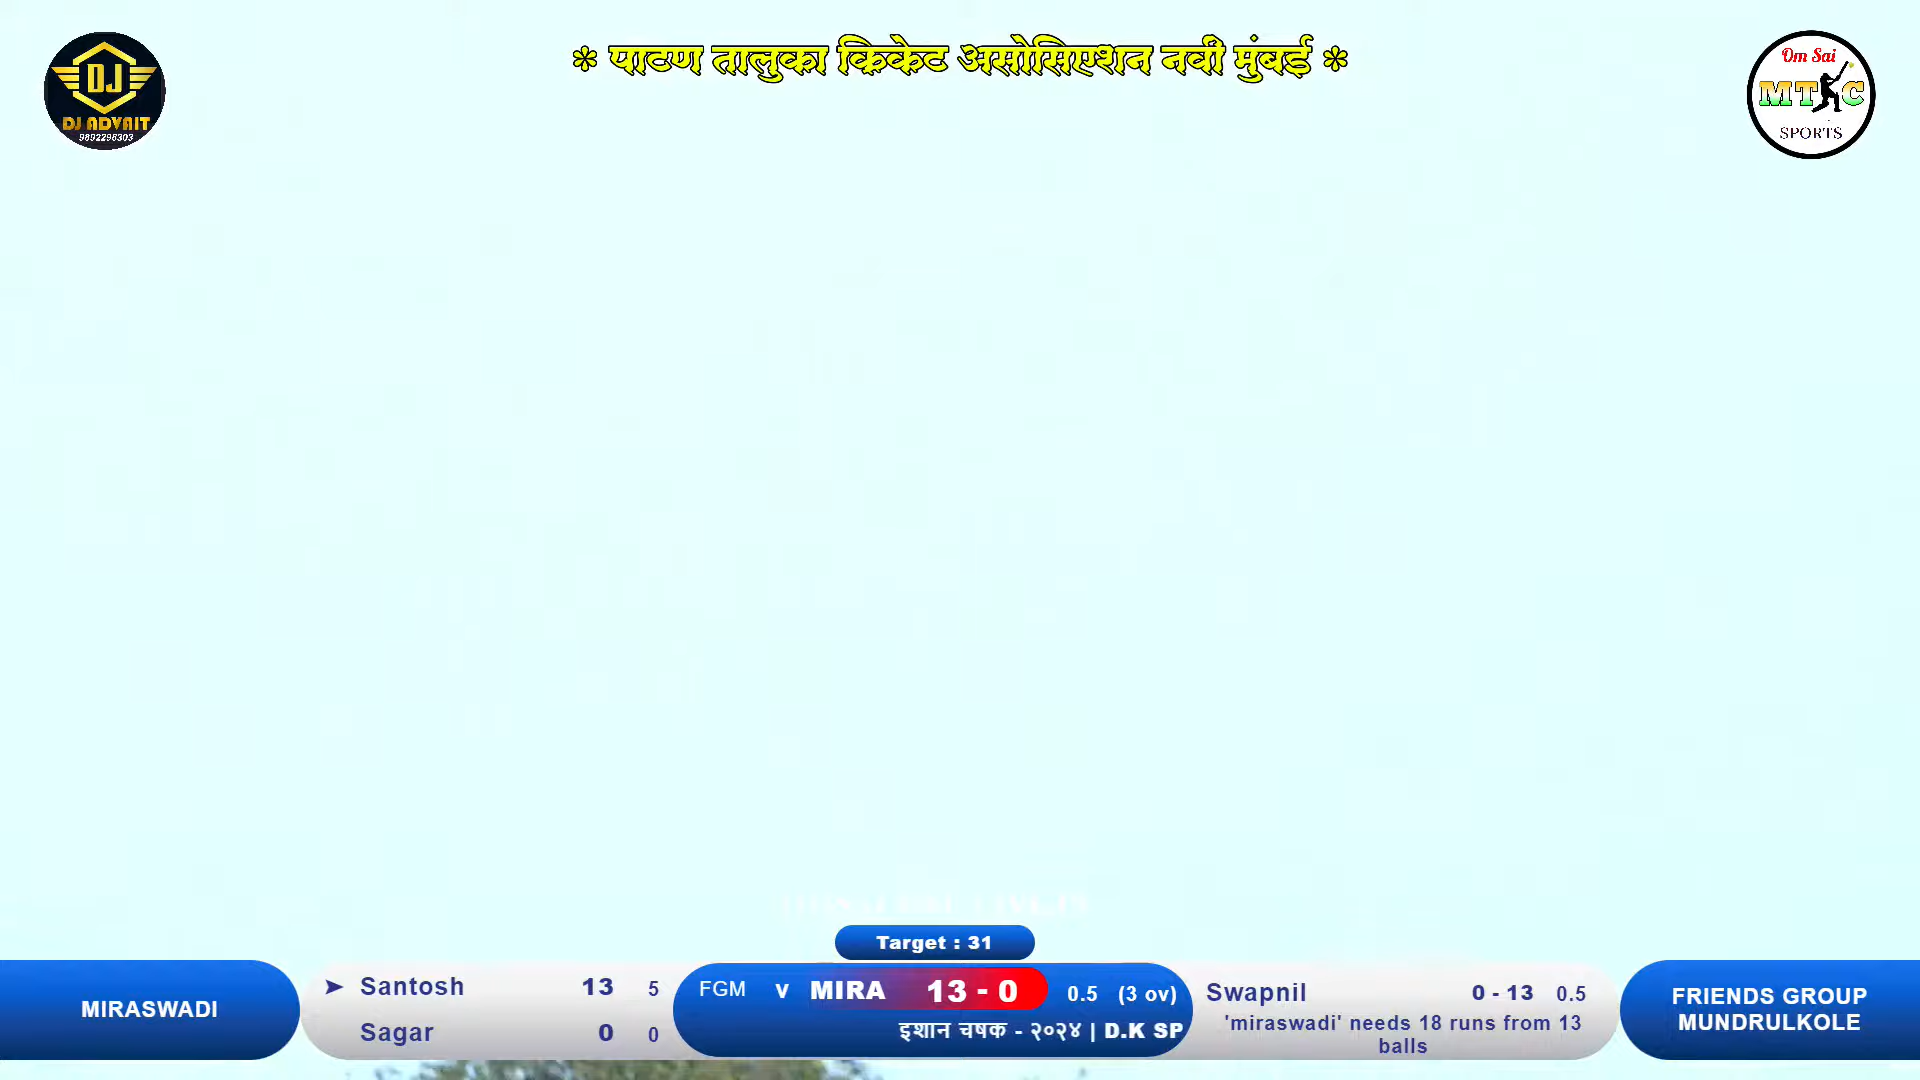 * पाटण तालुका क्रिकेट असोसिएशन नवी मुंबई *
DJ
DJ ADVAIT
9892298303
Om Sai
MT C
SPORTS
Target : 31
MIRASWADI
Santosh 13 5
Sagar 0 0
FGM v MIRA 13 - 0 0.5 (3 ov)
इशान चषक - २०२४ | D.K SP
Swapnil 0 - 13 0.5
'miraswadi' needs 18 runs from 13
balls
FRIENDS GROUP
MUNDRULKOLE